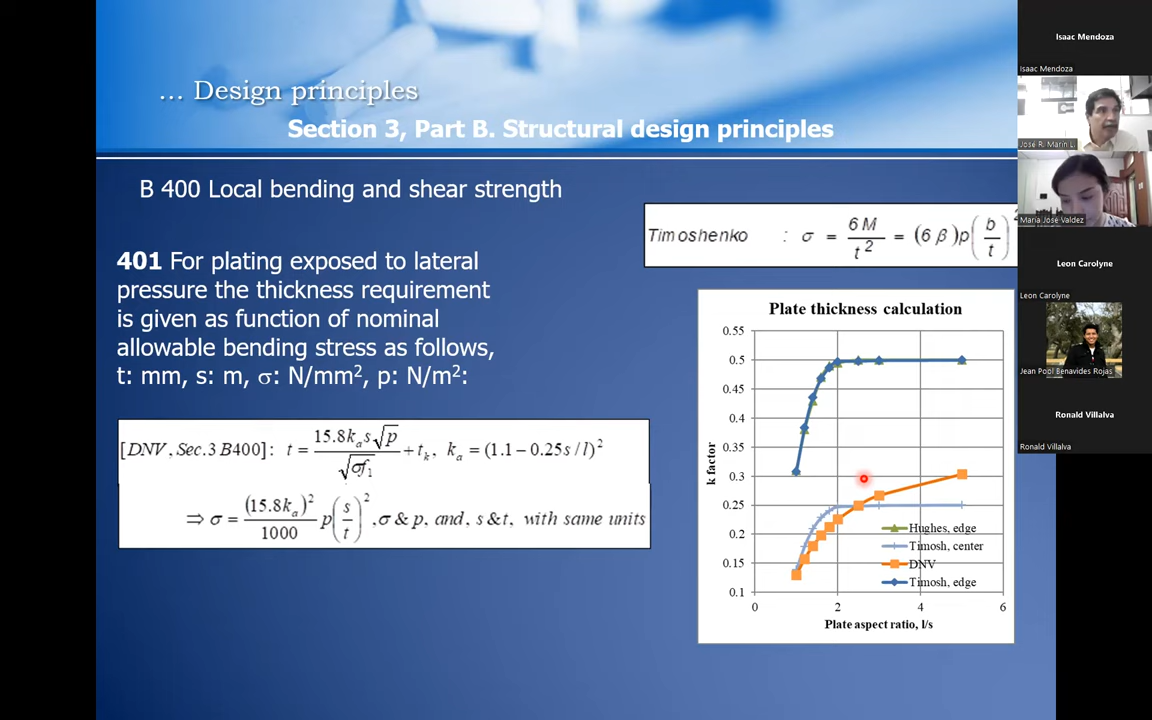 ... Design principles
Section 3, Part B. Structural design principles
B 400 Local bending and shear strength
401 For plating exposed to lateral
pressure the thickness requirement
is given as function of nominal
allowable bending stress as follows,
t: mm, s: m, σ: N/mm², p: N/m²:
[DNV, Sec.3 B400]: t = 15.8kₐs√p / √σf₁ + tₖ, kₐ = (1.1 − 0.25s / l)²
⇒ σ = (15.8kₐ)² / 1000 p(s/t)², σ & p, and, s & t, with same units
Timoshenko : σ = 6M / t² = (6β)p(b/t)²
Plate thickness calculation
k factor
0.55
0.5
0.45
0.4
0.35
0.3
0.25
0.2
0.15
0.1
Hughes, edge
Timosh, center
DNV
Timosh, edge
0 2 4 6
Plate aspect ratio, l/s
Isaac Mendoza
Isaac Mendoza
José R. Marín L.
María José Valdez
Leon Carolyne
Leon Carolyne
Jean Pool Benavides Rojas
Ronald Villalva
Ronald Villalva